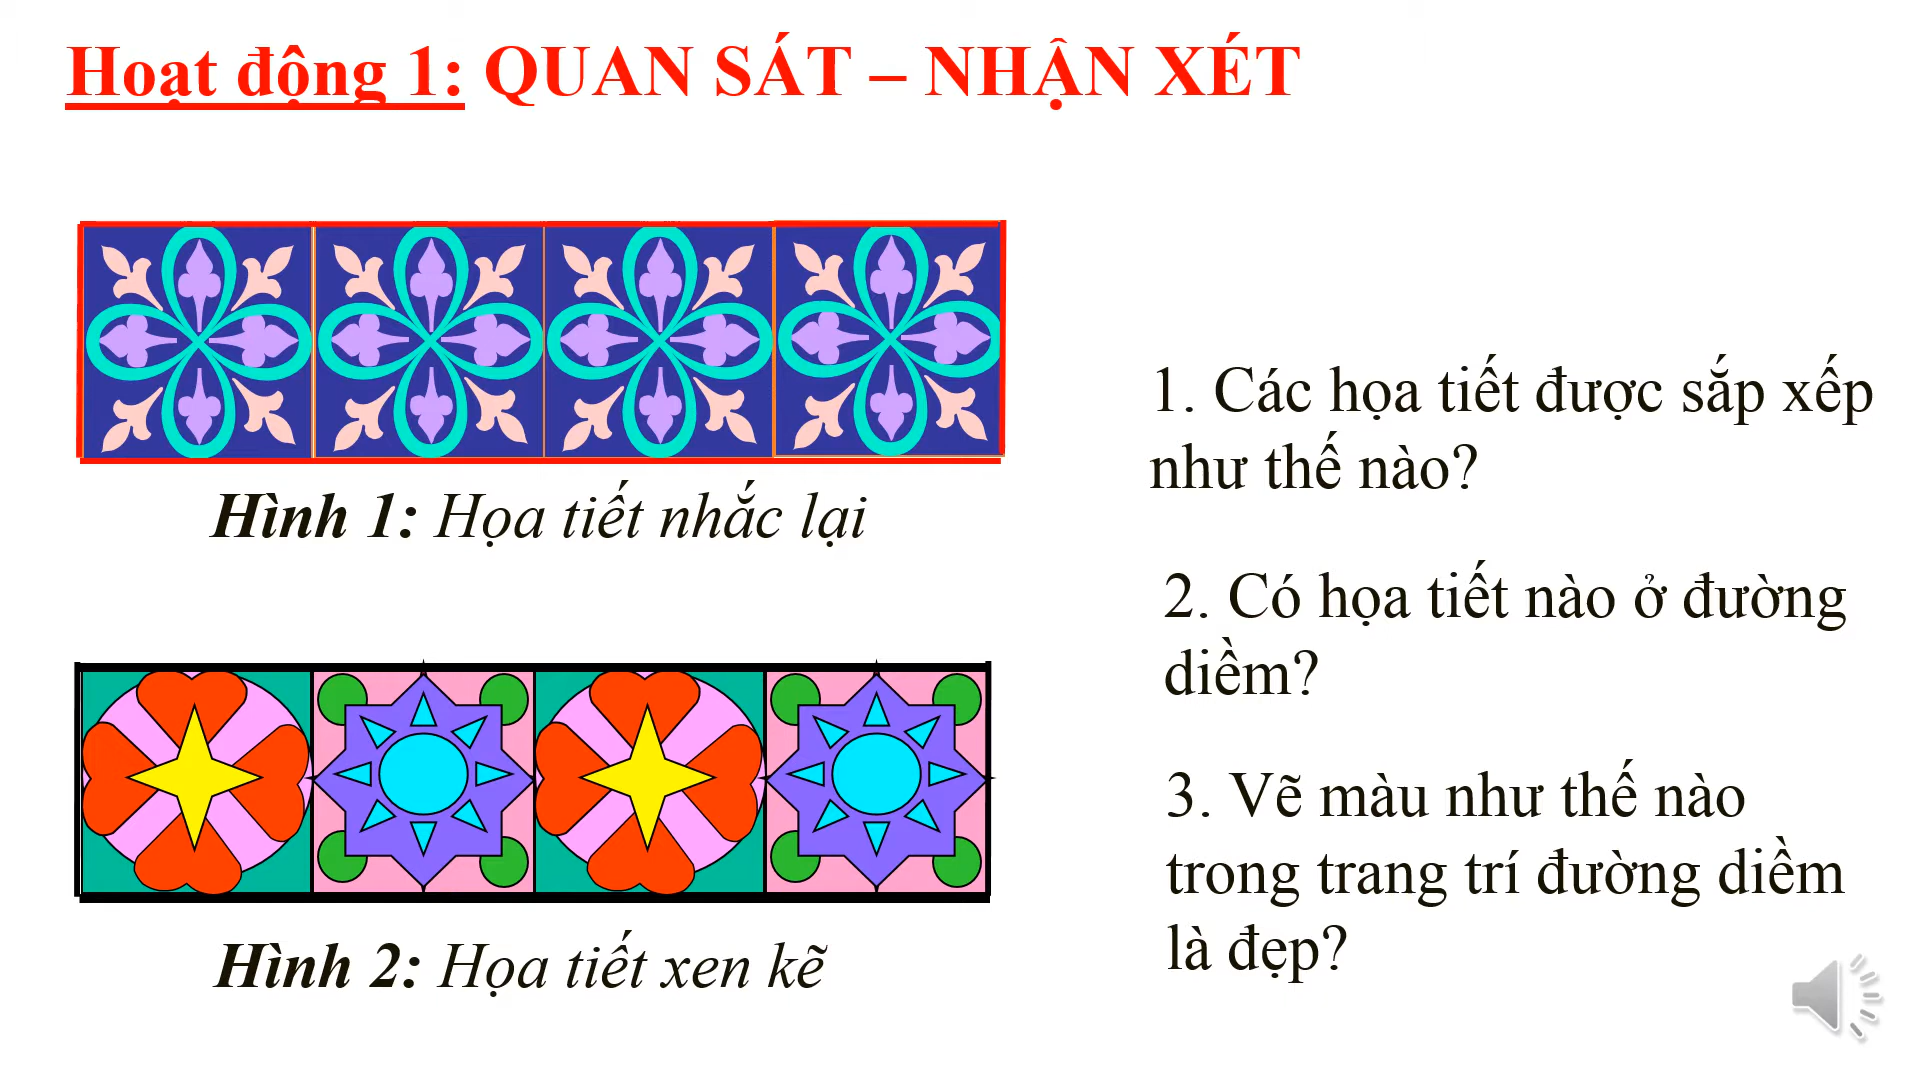 Hoạt động 1: QUAN SÁT – NHẬN XÉT
Hình 1: Họa tiết nhắc lại
Hình 2: Họa tiết xen kẽ
1. Các họa tiết được sắp xếp
như thế nào?
2. Có họa tiết nào ở đường
diềm?
3. Vẽ màu như thế nào
trong trang trí đường diềm
là đẹp?